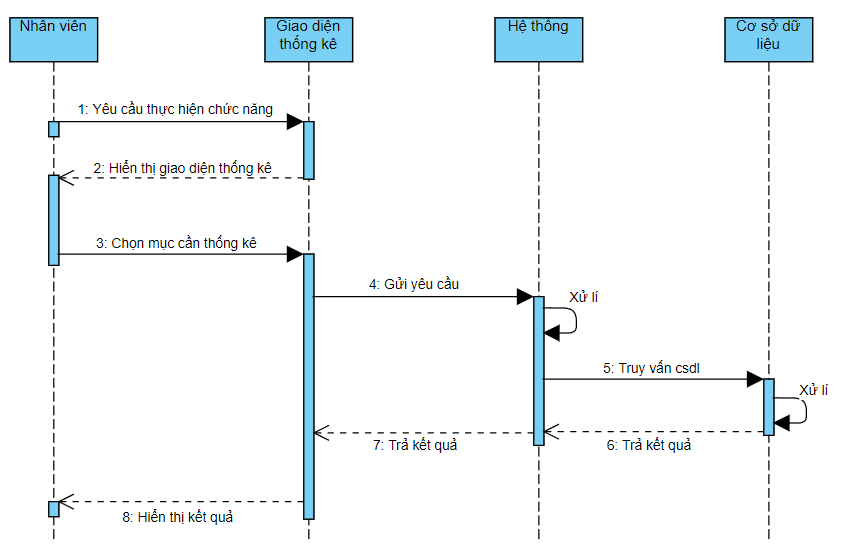 Nhân viên
Giao diện
thống kê
Hệ thống
Cơ sở dữ
liệu
1: Yêu cầu thực hiện chức năng
2: Hiển thị giao diện thống kê
3: Chọn mục cần thống kê
4: Gửi yêu cầu
Xử lí
5: Truy vấn csdl
Xử lí
6: Trả kết quả
7: Trả kết quả
8: Hiển thị kết quả